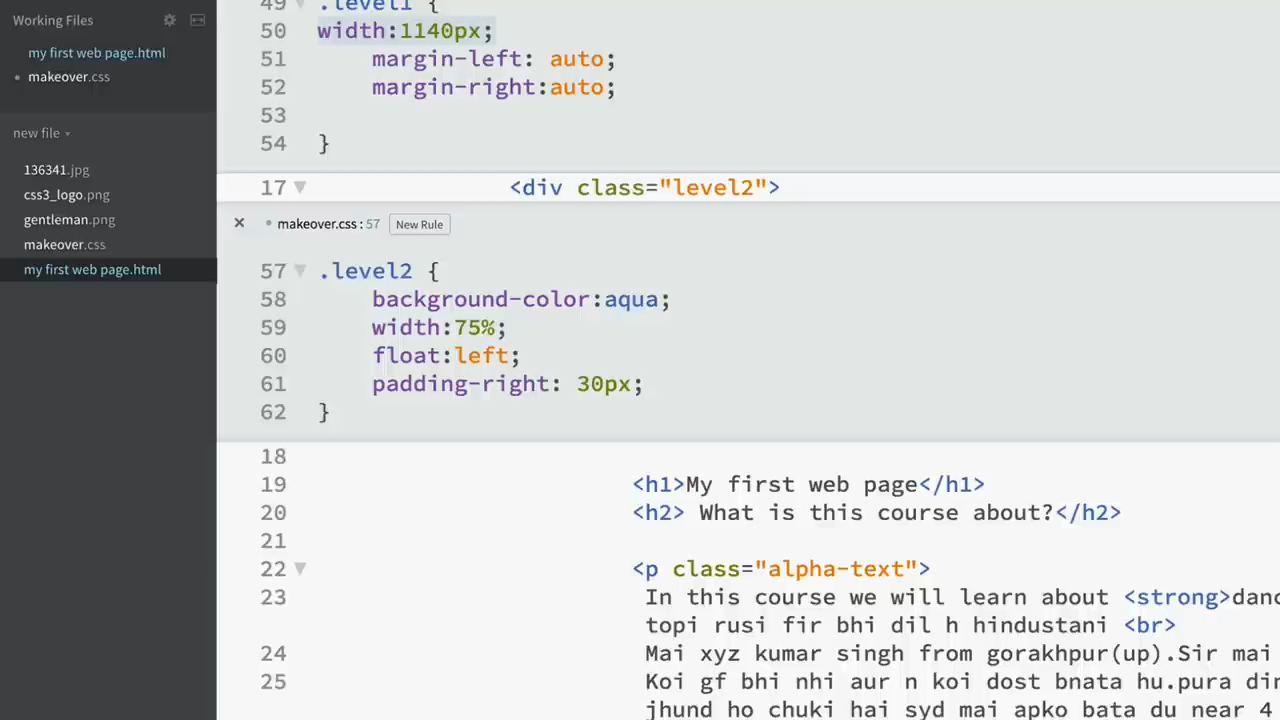 Working Files
my first web page.html
makeover.css
new file
136341.jpg
css3_logo.png
gentleman.png
makeover.css
my first web page.html
49 .level1 {
50 width:1140px;
51 margin-left: auto;
52 margin-right:auto;
53
54 }
17 <div class="level2">
× • makeover.css : 57 New Rule
57 .level2 {
58 background-color:aqua;
59 width:75%;
60 float:left;
61 padding-right: 30px;
62 }
18
19 <h1>My first web page</h1>
20 <h2> What is this course about?</h2>
21
22 <p class="alpha-text">
23 In this course we will learn about <strong>danc
topi rusi fir bhi dil h hindustani <br>
24 Mai xyz kumar singh from gorakhpur(up).Sir mai
25 Koi gf bhi nhi aur n koi dost bnata hu.pura din
jhund ho chuki hai syd mai apko bata du near 4